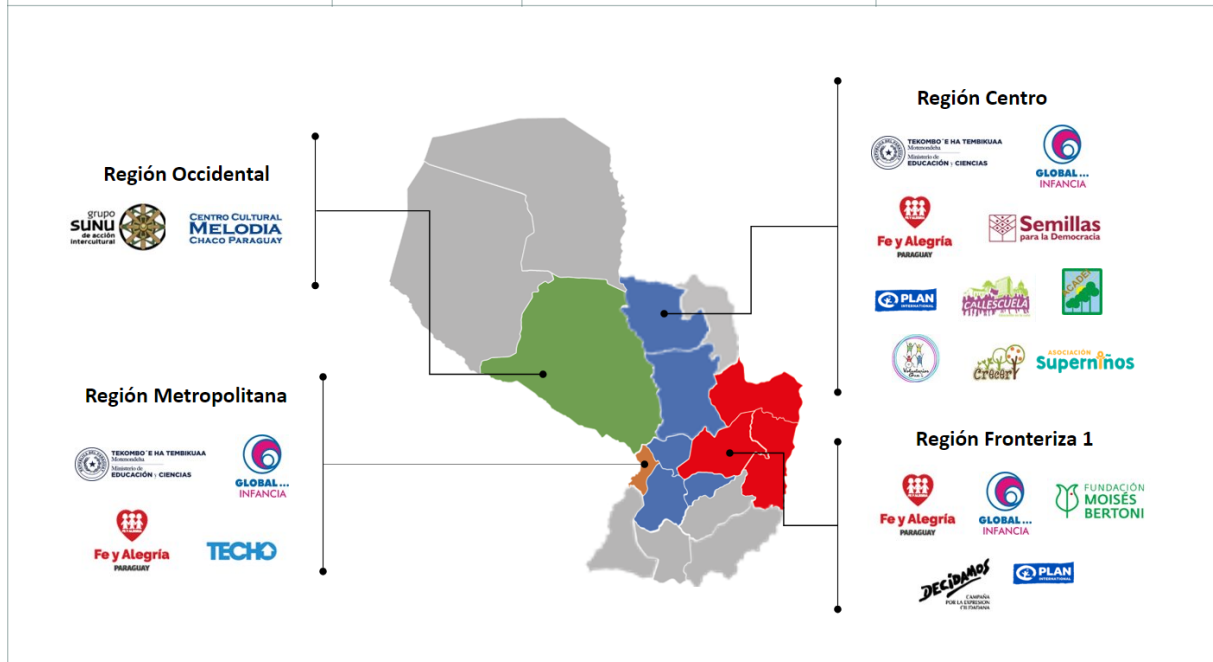 Región Occidental
grupo
SUNU
de acción
intercultural
CENTRO CULTURAL
MELODIA
CHACO PARAGUAY
Región Metropolitana
TEKOMBO´E HA TEMBIKUAA
Motenondeha
Ministerio de
EDUCACIÓN y CIENCIAS
GLOBAL...
INFANCIA
Fe y Alegría
PARAGUAY
TECHO
Región Centro
TEKOMBO´E HA TEMBIKUAA
Motenondeha
Ministerio de
EDUCACIÓN y CIENCIAS
GLOBAL...
INFANCIA
Fe y Alegría
PARAGUAY
Semillas
para la Democracia
PLAN
INTERNATIONAL
CALLESCUELA
Crecer
ASOCIACIÓN
Superniños
Región Fronteriza 1
Fe y Alegría
PARAGUAY
GLOBAL...
INFANCIA
FUNDACIÓN
MOISÉS
BERTONI
DECIDAMOS
CAMPAÑA
POR LA EXPRESION
CIUDADANA
PLAN
INTERNATIONAL